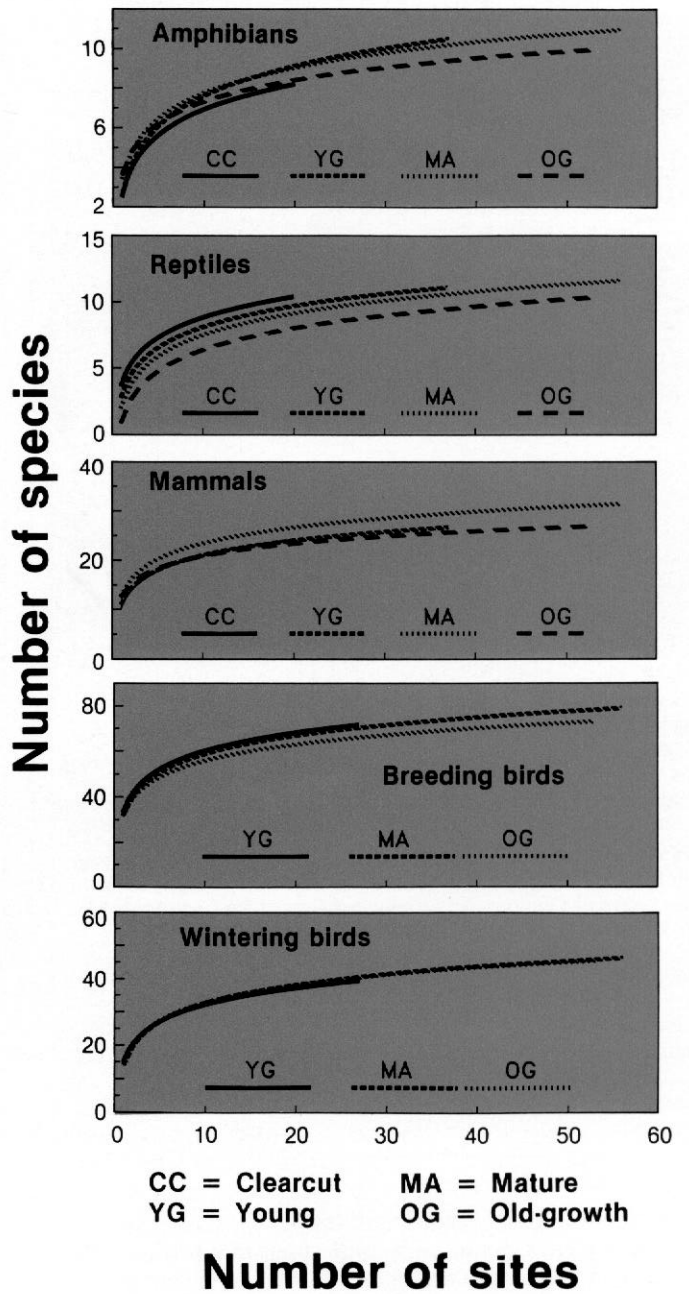 Number of species
Amphibians
10
6
2
CC YG MA OG
15
Reptiles
10
5
0
CC YG MA OG
40
Mammals
20
0
CC YG MA OG
80
40
0
Breeding birds
YG MA OG
60
Wintering birds
40
20
0
YG MA OG
0 10 20 30 40 50 60
CC = Clearcut MA = Mature
YG = Young OG = Old-growth
Number of sites